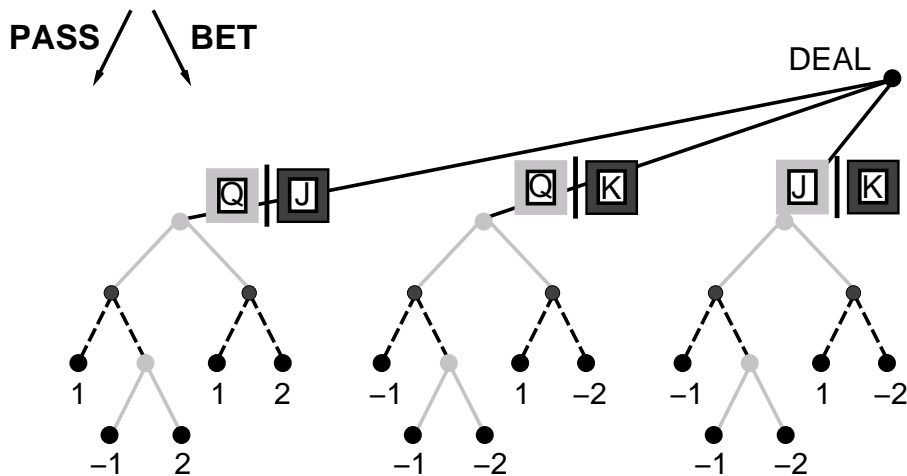 PASS BET
DEAL
Q J Q K J K
1 1 2 −1 1 −2 −1 1 −2
−1 2 −1 −2 −1 −2